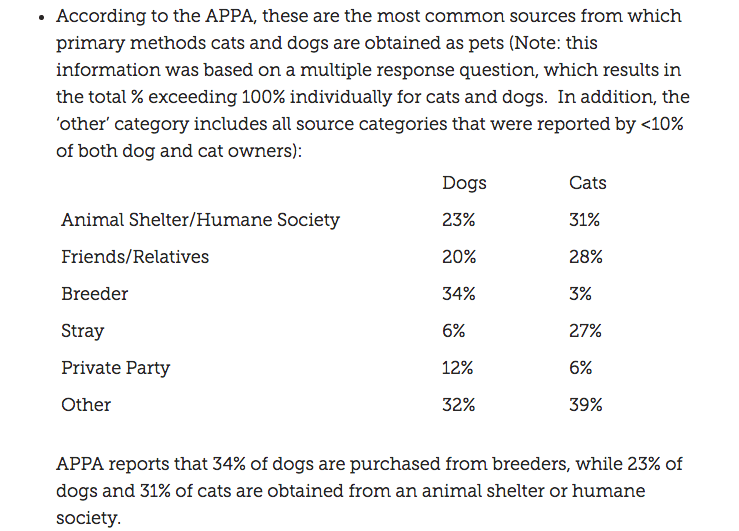 • According to the APPA, these are the most common sources from which
primary methods cats and dogs are obtained as pets (Note: this
information was based on a multiple response question, which results in
the total % exceeding 100% individually for cats and dogs.  In addition, the
‘other’ category includes all source categories that were reported by <10%
of both dog and cat owners):
Dogs Cats
Animal Shelter/Humane Society 23% 31%
Friends/Relatives 20% 28%
Breeder 34% 3%
Stray 6% 27%
Private Party 12% 6%
Other 32% 39%
APPA reports that 34% of dogs are purchased from breeders, while 23% of
dogs and 31% of cats are obtained from an animal shelter or humane
society.